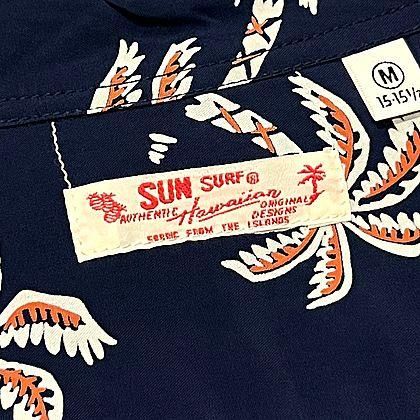 SUN SURF®
AUTHENTIC Hawaiian ORIGINAL DESIGNS
FABRIC FROM THE ISLANDS
M
15-15½